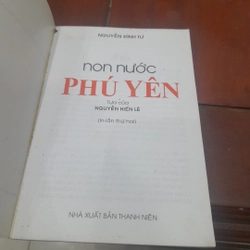 NGUYỄN ĐÌNH TƯ
non nước
PHÚ YÊN
TỰA CỦA
NGUYỄN HIẾN LÊ
(In lần thứ hai)
NHÀ XUẤT BẢN THANH NIÊN